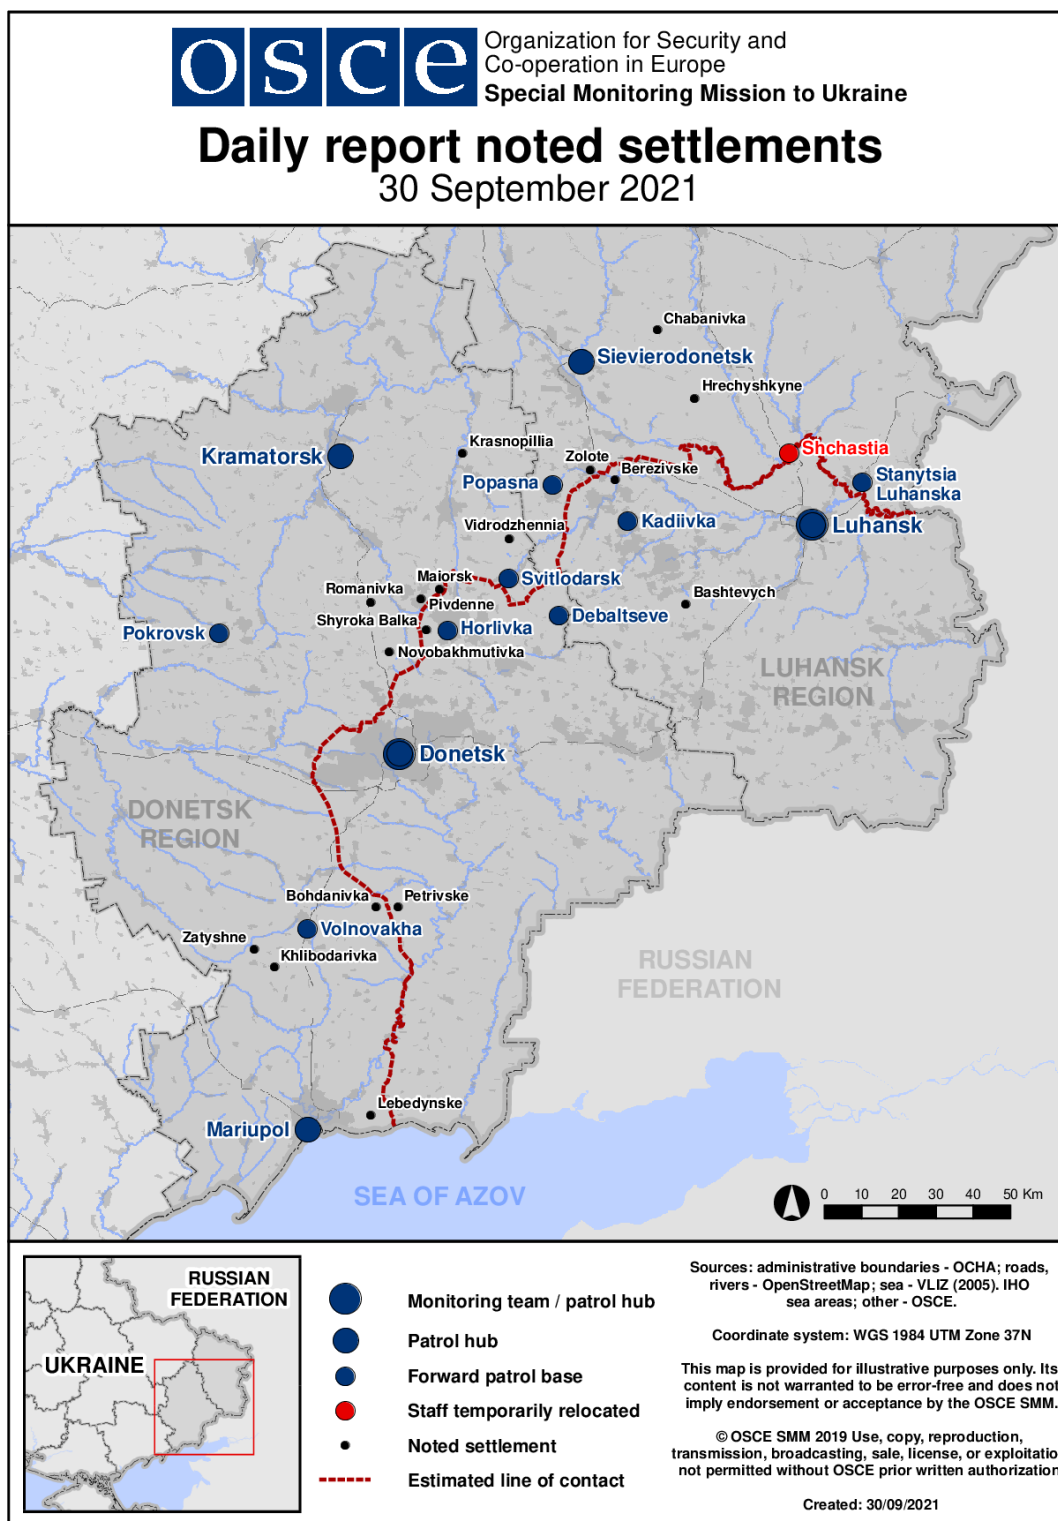 osce
Organization for Security and
Co-operation in Europe
Special Monitoring Mission to Ukraine
Daily report noted settlements
30 September 2021
Chabanivka
Sievierodonetsk
Hrechyshkyne
Shchastia
Krasnopillia
Kramatorsk
Zolote
Berezivske
Popasna
Stanytsia
Luhanska
Kadiivka
Luhansk
Vidrodzhennia
Svitlodarsk
Maiorsk
Romanivka
Pivdenne
Bashtevych
Debaltseve
Shyroka Balka
Horlivka
Pokrovsk
Novobakhmutivka
LUHANSK
REGION
Donetsk
DONETSK
REGION
Bohdanivka
Petrivske
Volnovakha
Zatyshne
Khlibodarivka
RUSSIAN
FEDERATION
Lebedynske
Mariupol
SEA OF AZOV
0 10 20 30 40 50 Km
RUSSIAN
FEDERATION
UKRAINE
Monitoring team / patrol hub
Patrol hub
Forward patrol base
Staff temporarily relocated
Noted settlement
Estimated line of contact
Sources: administrative boundaries - OCHA; roads,
rivers - OpenStreetMap; sea - VLIZ (2005). IHO
sea areas; other - OSCE.
Coordinate system: WGS 1984 UTM Zone 37N
This map is provided for illustrative purposes only. Its
content is not warranted to be error-free and does not
imply endorsement or acceptance by the OSCE SMM.
© OSCE SMM 2019 Use, copy, reproduction,
transmission, broadcasting, sale, license, or exploitatio
not permitted without OSCE prior written authorization
Created: 30/09/2021